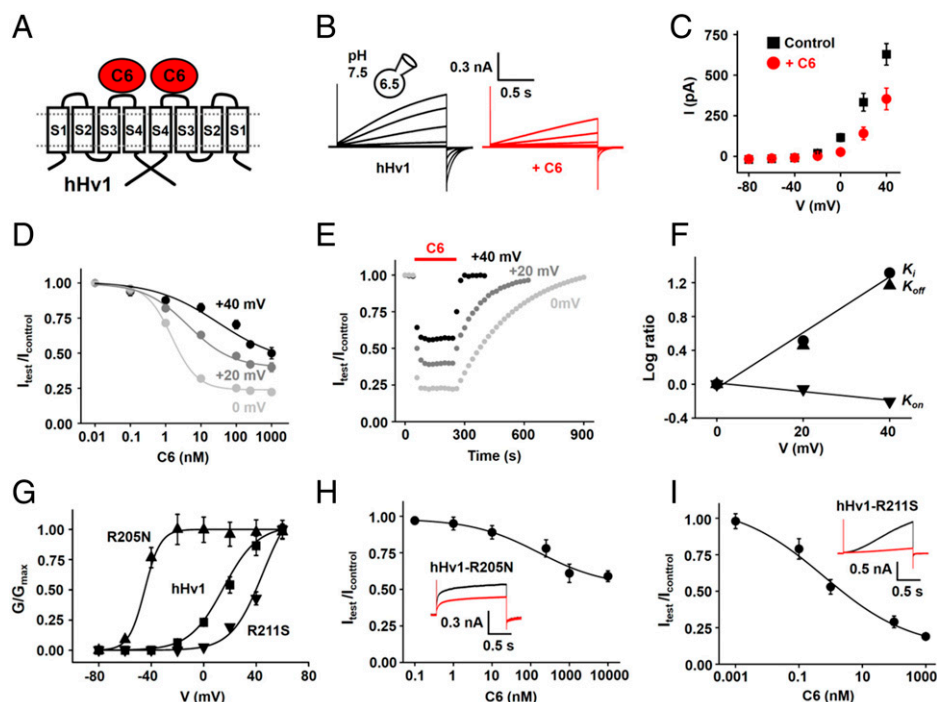 A
C6 C6
S1 S2 S3 S4 S4 S3 S2 S1
hHv1
B
pH
7.5
6.5
0.3 nA
0.5 s
hHv1
+ C6
C
750
500
250
0
I (pA)
Control
+ C6
-80 -40 0 40
V (mV)
D
1.00
0.75
0.50
0.25
0.00
Itest/Iconttrol
+40 mV
+20 mV
0 mV
0.01 0.1 1 10 100 1000
C6 (nM)
E
C6
1.00
0.75
0.50
0.25
0.00
Itest/Iconttrol
+40 mV
+20 mV
0mV
0 300 600 900
Time (s)
F
1.2
0.8
0.4
0.0
-0.4
Log ratio
Ki
Koff
Kon
0 20 40
V (mV)
G
1.00
0.75
0.50
0.25
0.00
G/Gmax
R205N
hHv1
R211S
-80 -40 0 40 80
V (mV)
H
1.00
0.75
0.50
0.25
0.00
Itest/Icontrol
hHv1-R205N
0.3 nA
0.5 s
0.1 1 10 100 1000 10000
C6 (nM)
I
1.00
0.75
0.50
0.25
0.00
Itest/Icontrol
hHv1-R211S
0.5 nA
0.5 s
0.001 0.1 10 1000
C6 (nM)